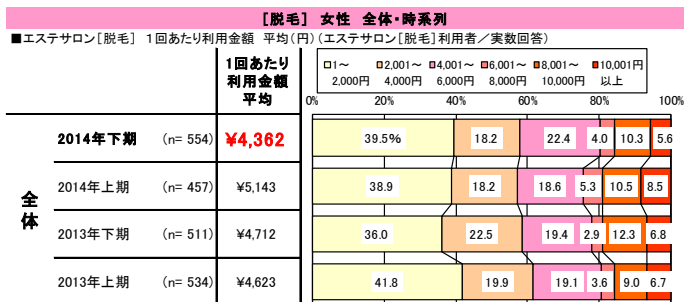 ［脱毛］ 女性 全体・時系列
■エステサロン［脱毛］ １回あたり利用金額 平均（円）（エステサロン［脱毛］利用者／実数回答）
1回あたり
利用金額
平均
1～
2,000円
2,001～
4000円
4,001～
6000円
6,001～
8,000円
8,001～
10,000円
10,001円
以上
0% 20% 40% 60% 80% 100%
全体
2014年下期 (n= 554) ¥4,362 39.5% 18.2 22.4 4.0 10.3 5.6
2014年上期 (n= 457) ¥5,143 38.9 18.2 18.6 5.3 10.5 8.5
2013年下期 (n= 511) ¥4,712 36.0 22.5 19.4 2.9 12.3 6.8
2013年上期 (n= 534) ¥4,623 41.8 19.9 19.1 3.6 9.0 6.7